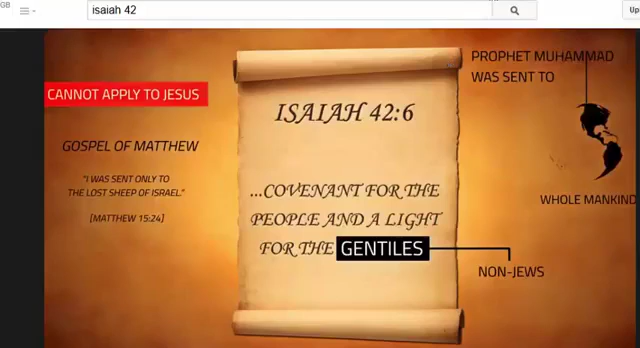 GB
isaiah 42
Up
CANNOT APPLY TO JESUS
GOSPEL OF MATTHEW
"I WAS SENT ONLY TO
THE LOST SHEEP OF ISRAEL."
[MATTHEW 15:24]
ISAIAH 42:6
...COVENANT FOR THE
PEOPLE AND A LIGHT
FOR THE GENTILES
NON-JEWS
PROPHET MUHAMMAD
WAS SENT TO
WHOLE MANKIND